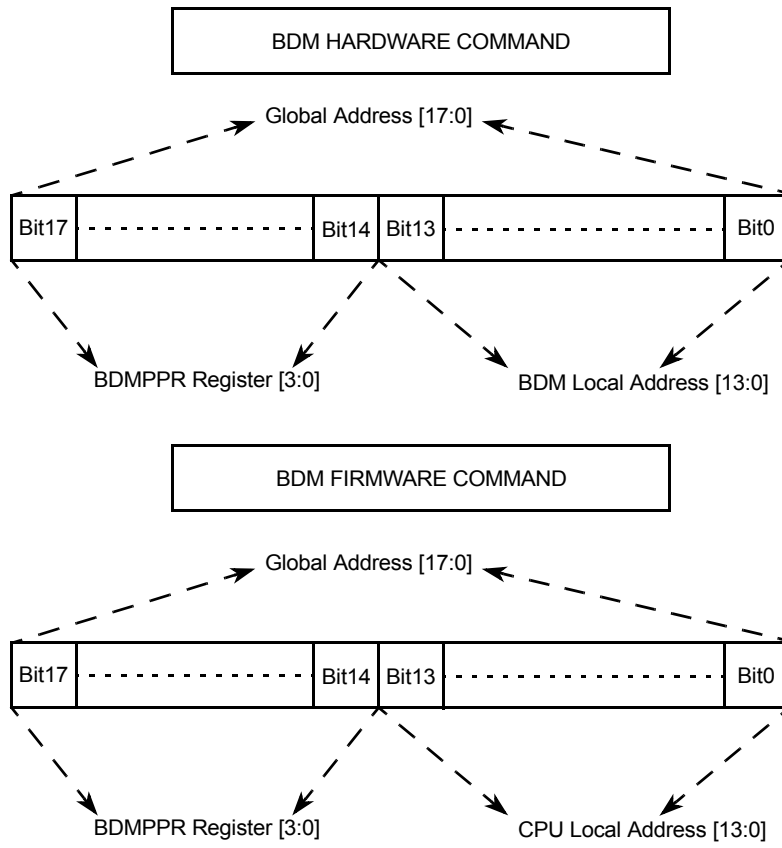 BDM HARDWARE COMMAND
Global Address [17:0]
Bit17 Bit14 Bit13 Bit0
BDMPPR Register [3:0] BDM Local Address [13:0]
BDM FIRMWARE COMMAND
Global Address [17:0]
Bit17 Bit14 Bit13 Bit0
BDMPPR Register [3:0] CPU Local Address [13:0]